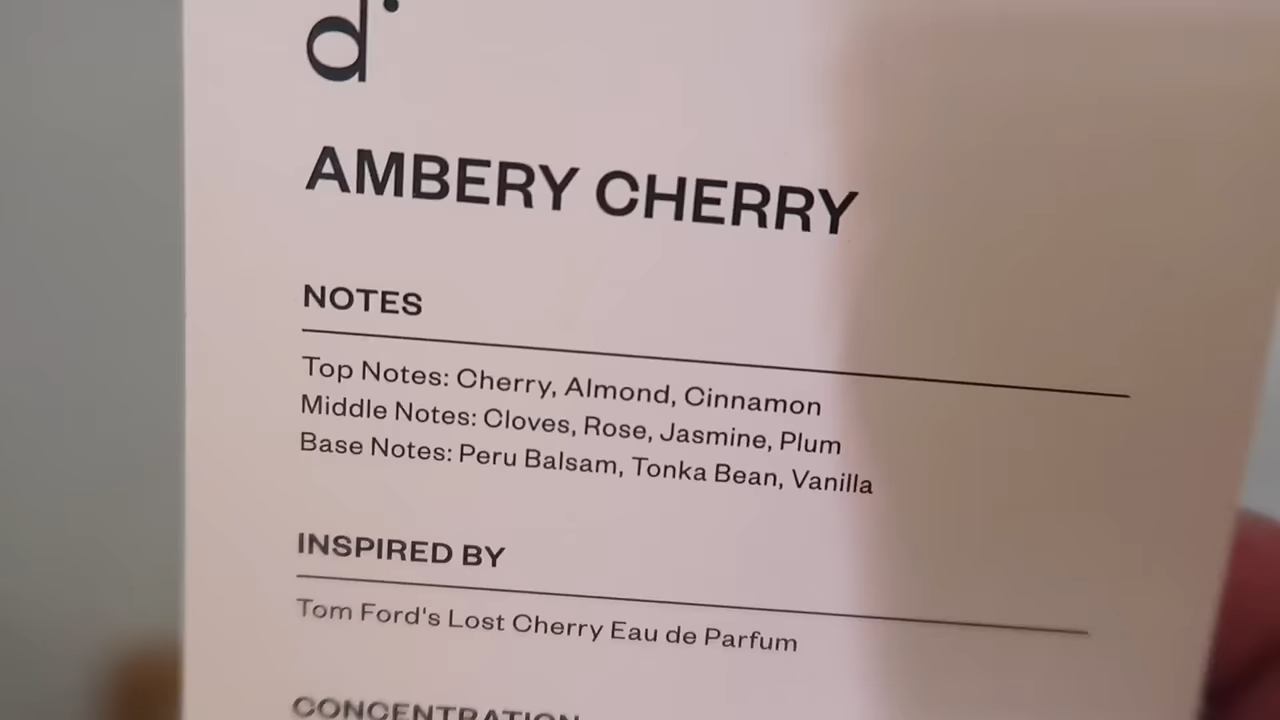 d
AMBERY CHERRY
NOTES
Top Notes: Cherry, Almond, Cinnamon
Middle Notes: Cloves, Rose, Jasmine, Plum
Base Notes: Peru Balsam, Tonka Bean, Vanilla
INSPIRED BY
Tom Ford's Lost Cherry Eau de Parfum
CONCENTRATION